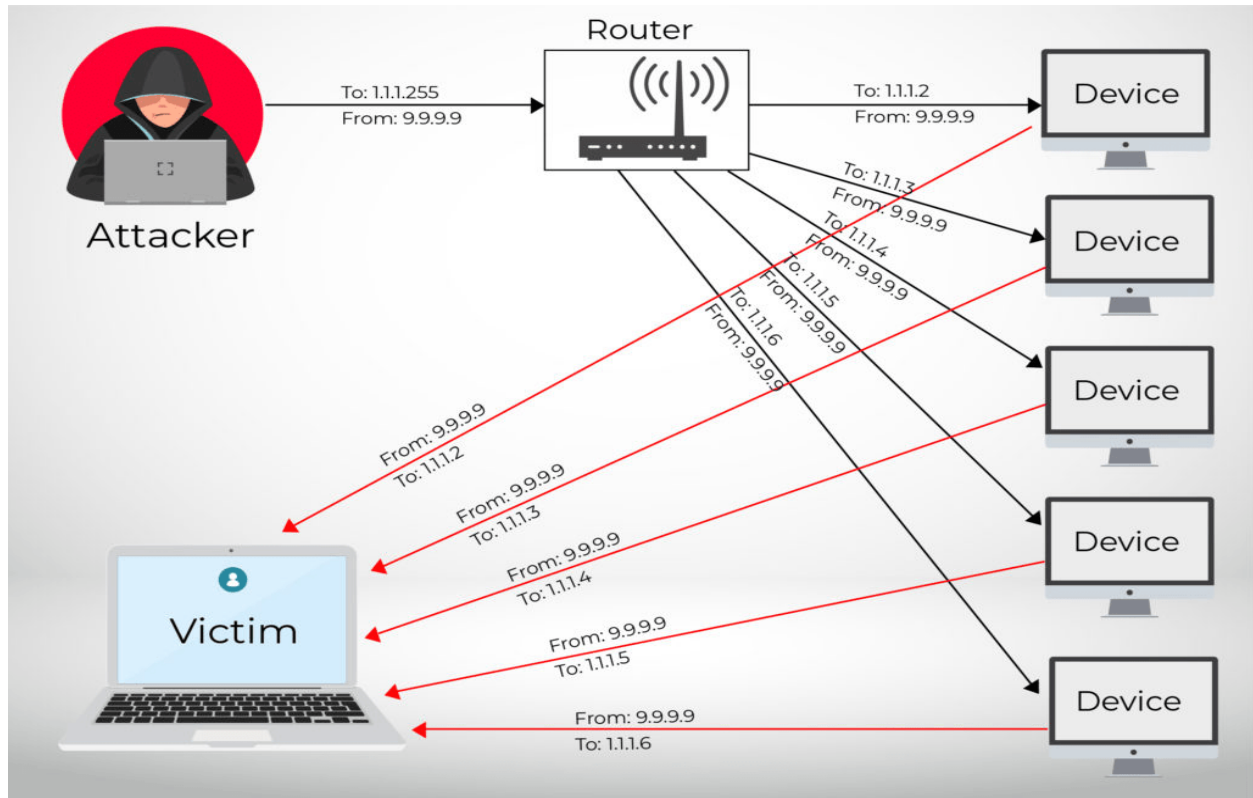 Router
To: 1.1.1.255
From: 9.9.9.9
Attacker
To: 1.1.1.2
From: 9.9.9.9
Device
To: 1.1.1.3
From: 9.9.9.9
Device
To: 1.1.1.4
From: 9.9.9.9
Device
To: 1.1.1.5
From: 9.9.9.9
Device
To: 1.1.1.6
From: 9.9.9.9
Device
From: 9.9.9.9
To: 1.1.1.2
From: 9.9.9.9
To: 1.1.1.3
From: 9.9.9.9
To: 1.1.1.4
From: 9.9.9.9
To: 1.1.1.5
From: 9.9.9.9
To: 1.1.1.6
Victim